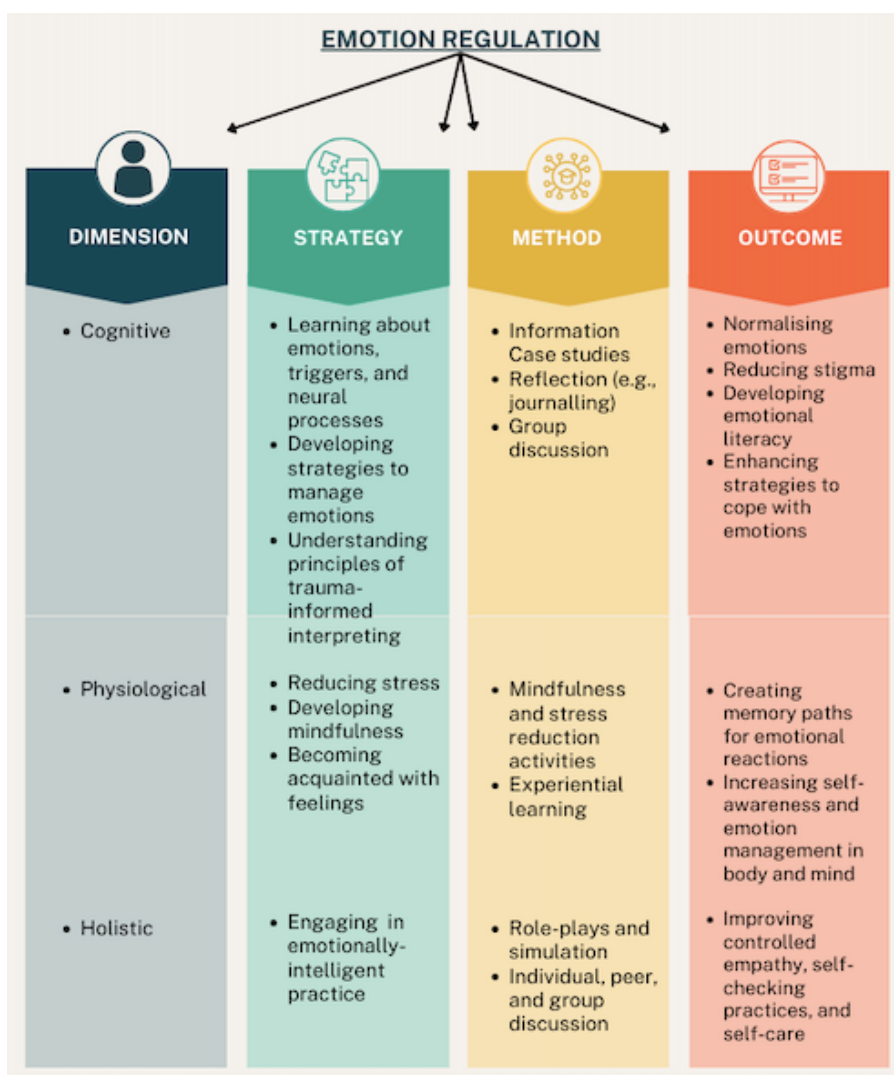 EMOTION REGULATION
DIMENSION
STRATEGY
METHOD
OUTCOME
• Cognitive
• Learning about
emotions,
triggers, and
neural
processes
• Developing
strategies to
manage
emotions
• Understanding
principles of
trauma-
informed
interpreting
• Information
Case studies
• Reflection (e.g.,
journalling)
• Group
discussion
• Normalising
emotions
• Reducing stigma
• Developing
emotional
literacy
• Enhancing
strategies to
cope with
emotions
• Physiological
• Reducing stress
• Developing
mindfulness
• Becoming
acquainted with
feelings
• Mindfulness
and stress
reduction
activities
• Experiential
learning
• Creating
memory paths
for emotional
reactions
• Increasing self-
awareness and
emotion
management in
body and mind
• Holistic
• Engaging in
emotionally-
intelligent
practice
• Role-plays and
simulation
• Individual, peer,
and group
discussion
• Improving
controlled
empathy, self-
checking
practices, and
self-care